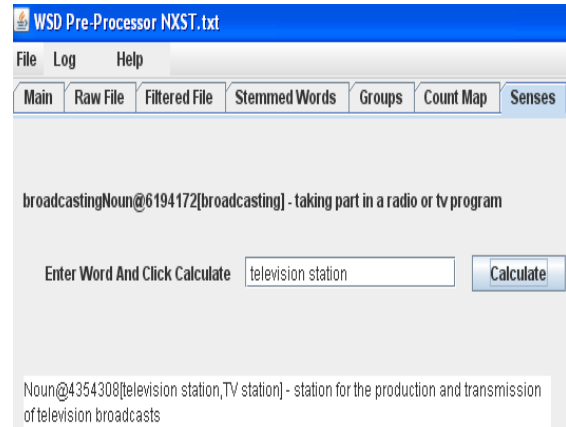 WSD Pre-Processor NXST.txt
File Log Help
Main Raw File Filtered File Stemmed Words Groups Count Map Senses
broadcastingNoun@6194172[broadcasting] - taking part in a radio or tv program
Enter Word And Click Calculate television station Calculate
Noun@4354308[television station,TV station] - station for the production and transmission
of television broadcasts